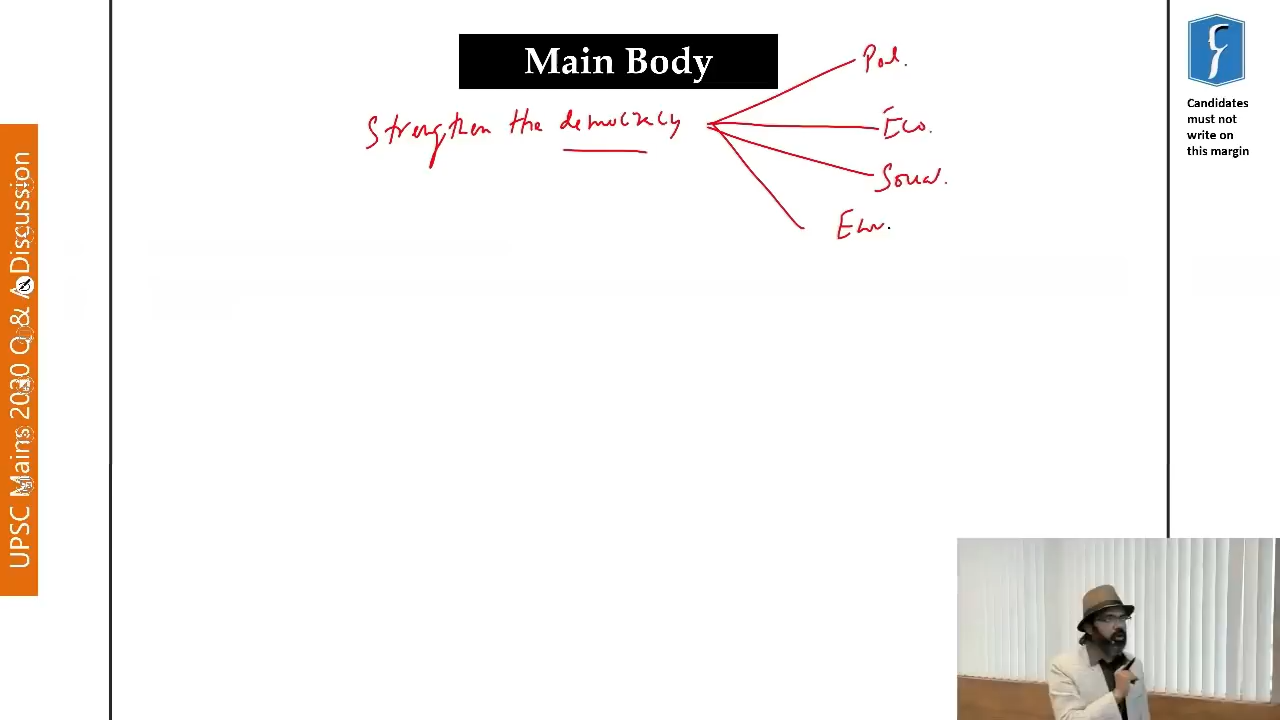 Main Body
Strengthen the democracy
Pol.
Eco.
Social.
Env.
Candidates
must not
write on
this margin
UPSC Mains 2020 Q & A Discussion